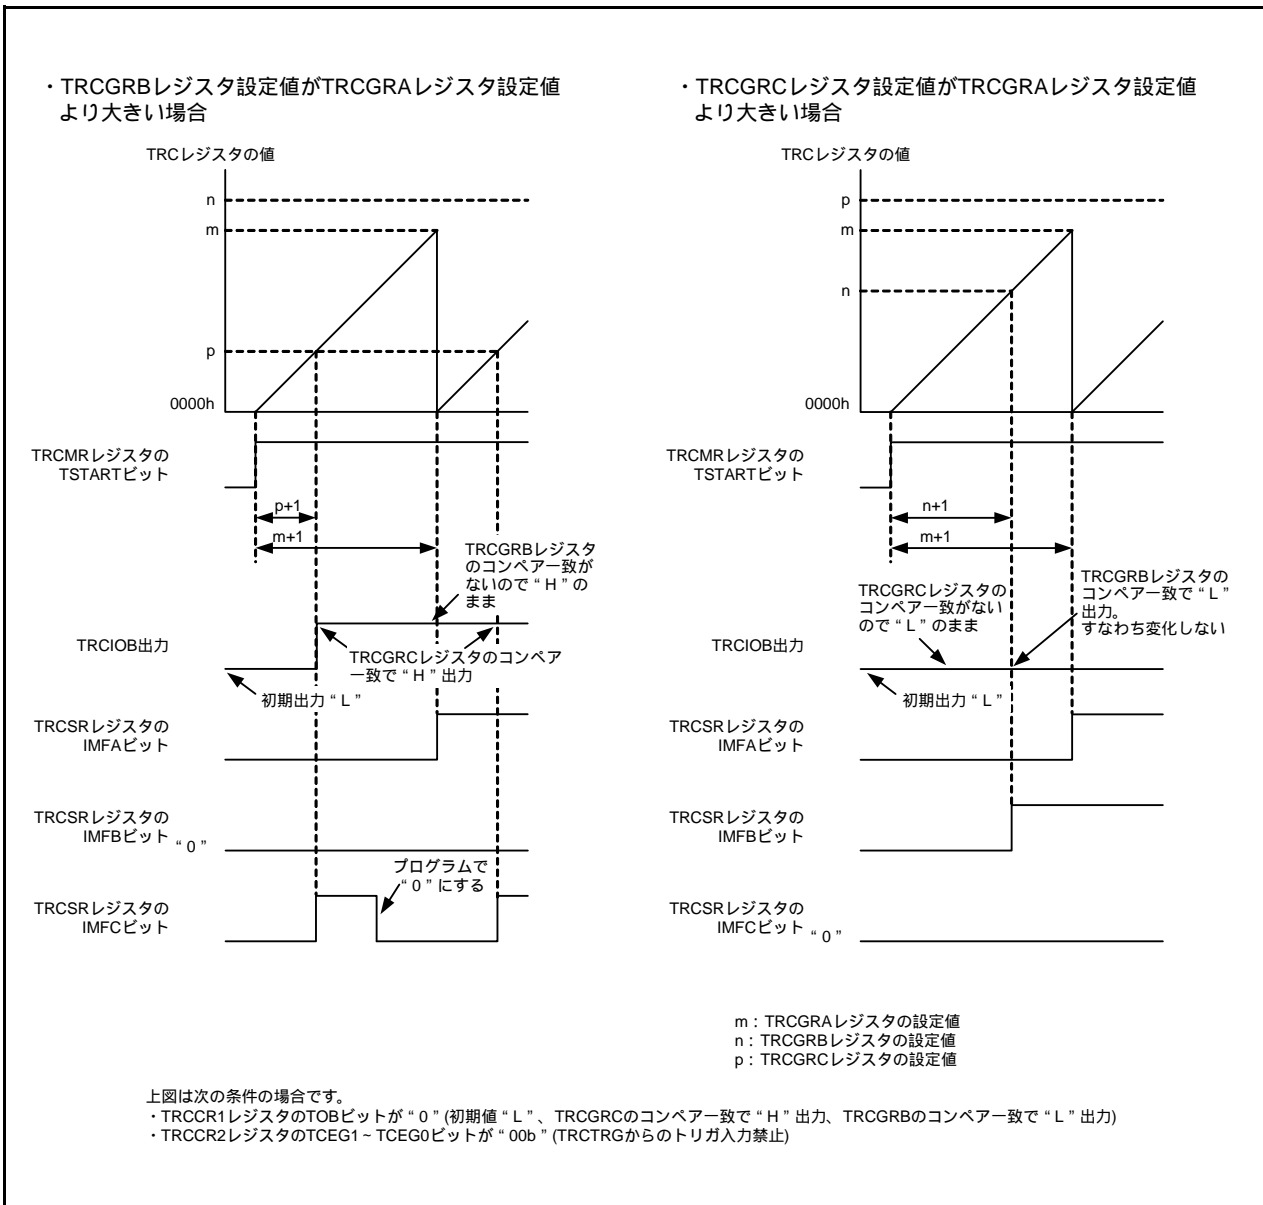 ・TRCGRBレジスタ設定値がTRCGRAレジスタ設定値
より大きい場合
TRCレジスタの値
n
m
p
0000h
TRCMRレジスタの
TSTARTビット
p+1
m+1
TRCGRBレジスタ
のコンペア一致が
ないので“H”の
まま
TRCIOB出力
TRCGRCレジスタのコンペア
一致で“H”出力
初期出力“L”
TRCSRレジスタの
IMFAビット
TRCSRレジスタの
IMFBビット
“0”
プログラムで
“0”にする
TRCSRレジスタの
IMFCビット
・TRCGRCレジスタ設定値がTRCGRAレジスタ設定値
より大きい場合
TRCレジスタの値
p
m
n
0000h
TRCMRレジスタの
TSTARTビット
n+1
m+1
TRCGRCレジスタの
コンペア一致がない
ので“L”のまま
TRCGRBレジスタの
コンペア一致で“L”
出力。
すなわち変化しない
TRCIOB出力
初期出力“L”
TRCSRレジスタの
IMFAビット
TRCSRレジスタの
IMFBビット
TRCSRレジスタの
IMFCビット
“0”
m：TRCGRAレジスタの設定値
n：TRCGRBレジスタの設定値
p：TRCGRCレジスタの設定値
上図は次の条件の場合です。
・TRCCR1レジスタのTOBビットが“0”(初期値“L”、TRCGRCのコンペア一致で“H”出力、TRCGRBのコンペア一致で“L”出力)
・TRCCR2レジスタのTCEG1～TCEG0ビットが“00b”(TRCTRGからのトリガ入力禁止)